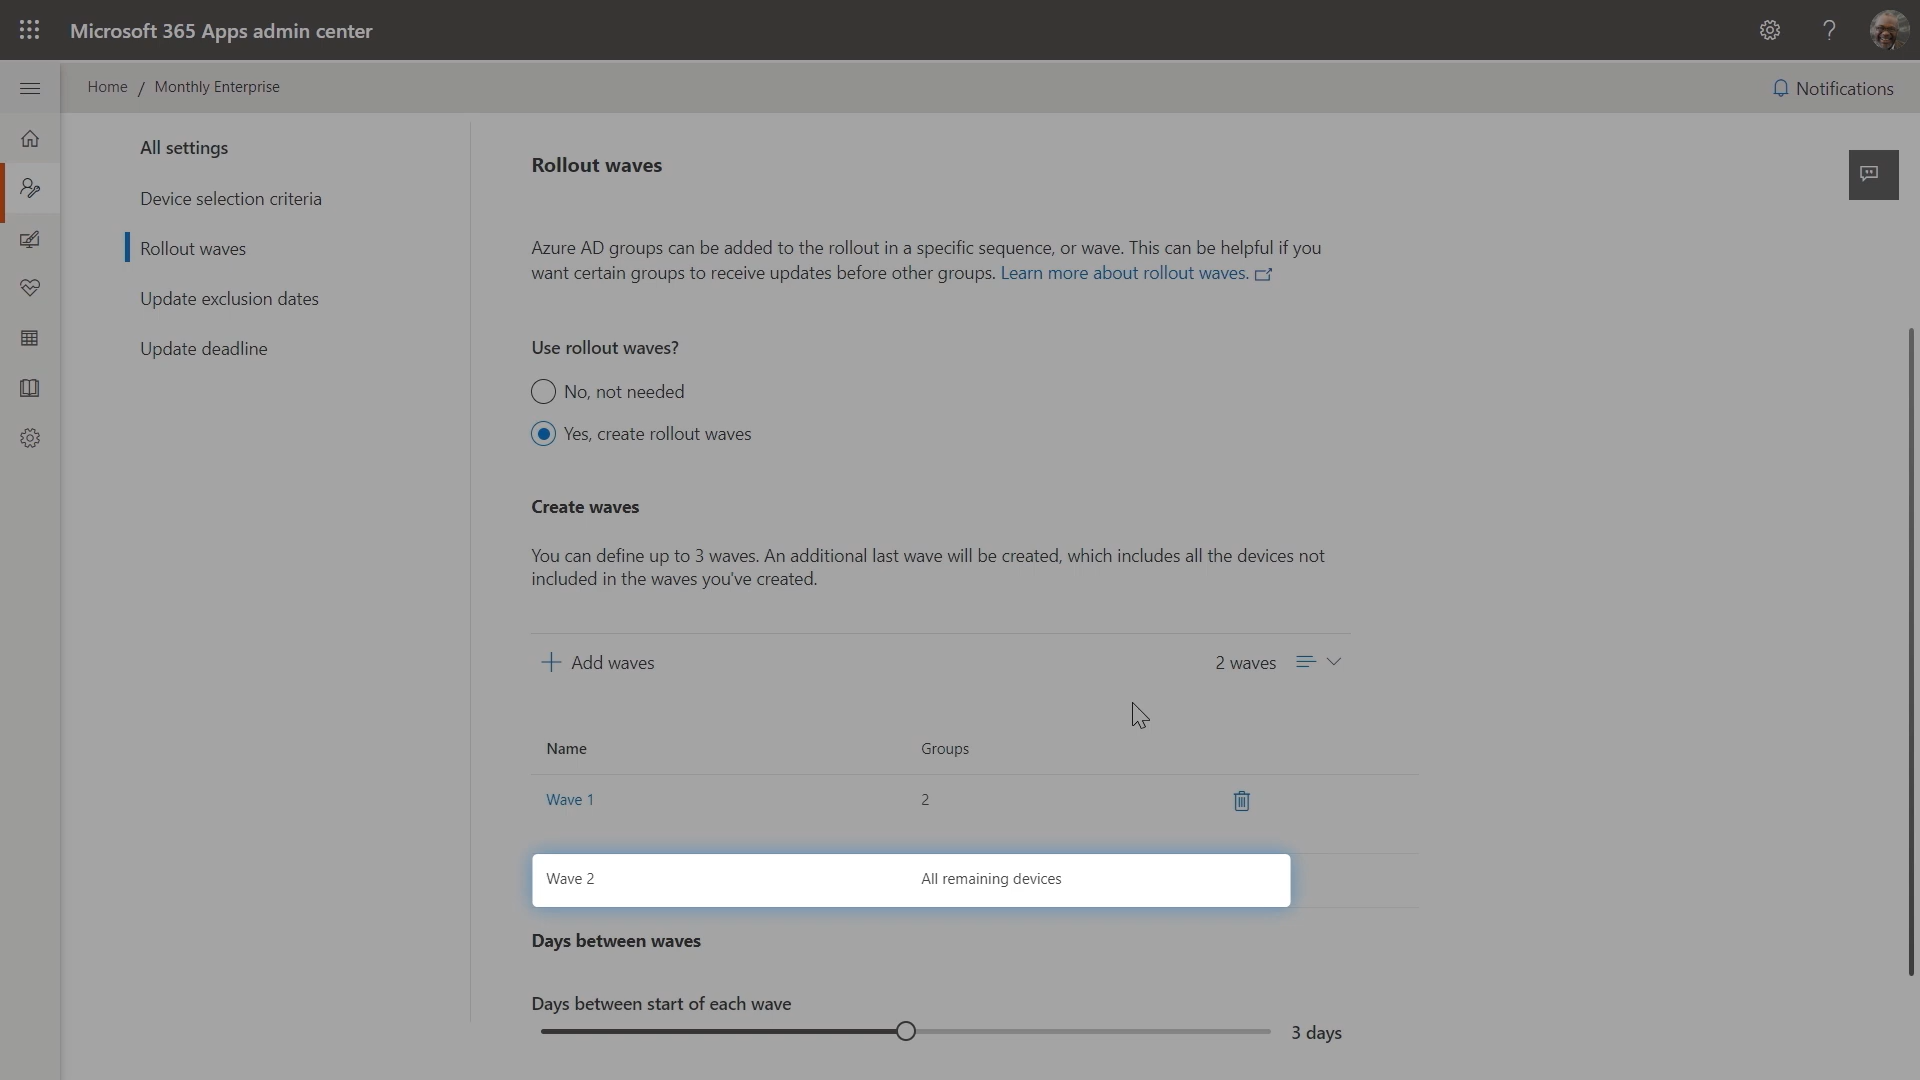 Microsoft 365 Apps admin center
?
Home / Monthly Enterprise
Notifications
All settings
Device selection criteria
Rollout waves
Update exclusion dates
Update deadline
Rollout waves
Azure AD groups can be added to the rollout in a specific sequence, or wave. This can be helpful if you
want certain groups to receive updates before other groups. Learn more about rollout waves.
Use rollout waves?
No, not needed
Yes, create rollout waves
Create waves
You can define up to 3 waves. An additional last wave will be created, which includes all the devices not
included in the waves you've created.
Add waves
2 waves
Name Groups
Wave 1 2
Wave 2 All remaining devices
Days between waves
Days between start of each wave
3 days